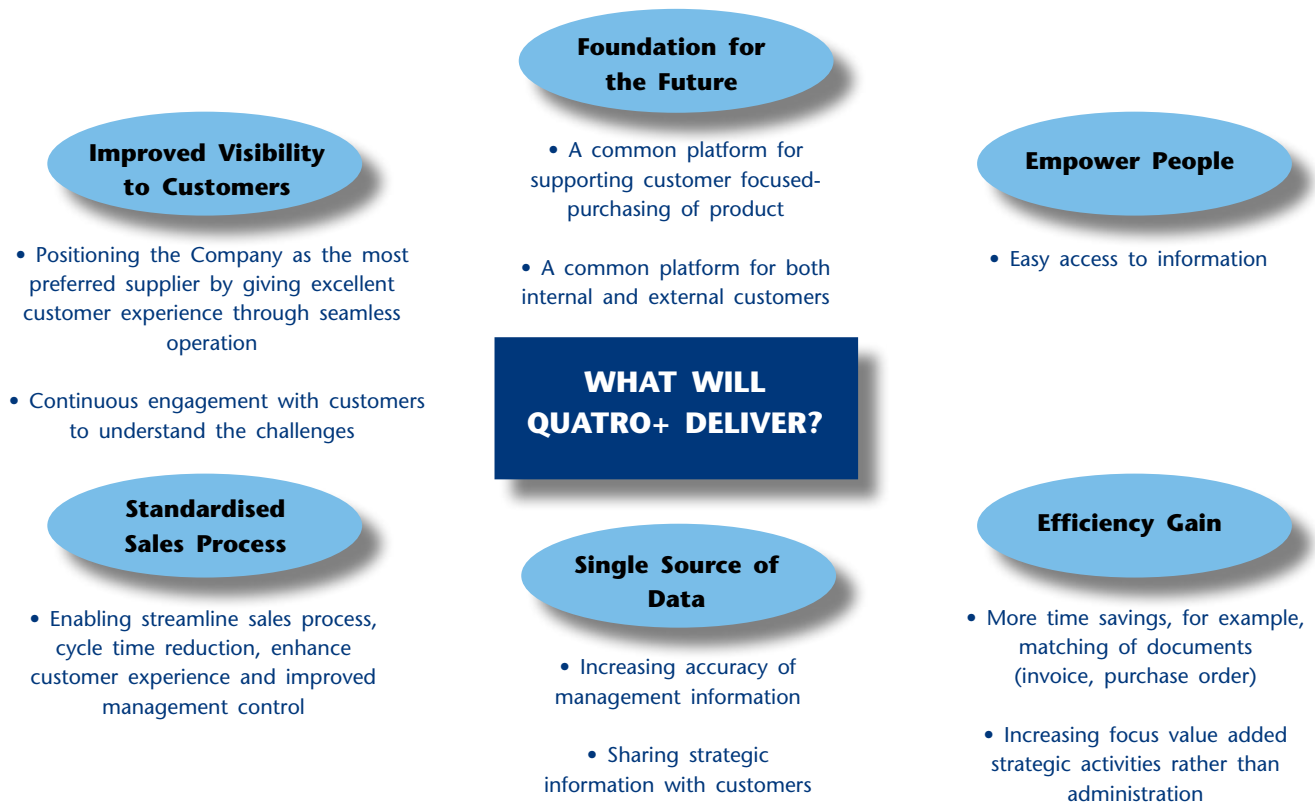 Foundation for
the Future
• A common platform for
supporting customer focused-
purchasing of product
• A common platform for both
internal and external customers
Improved Visibility
to Customers
• Positioning the Company as the most
preferred supplier by giving excellent
customer experience through seamless
operation
• Continuous engagement with customers
to understand the challenges
Empower People
• Easy access to information
WHAT WILL
QUATRO+ DELIVER?
Standardised
Sales Process
• Enabling streamline sales process,
cycle time reduction, enhance
customer experience and improved
management control
Single Source of
Data
• Increasing accuracy of
management information
• Sharing strategic
information with customers
Efficiency Gain
• More time savings, for example,
matching of documents
(invoice, purchase order)
• Increasing focus value added
strategic activities rather than
administration